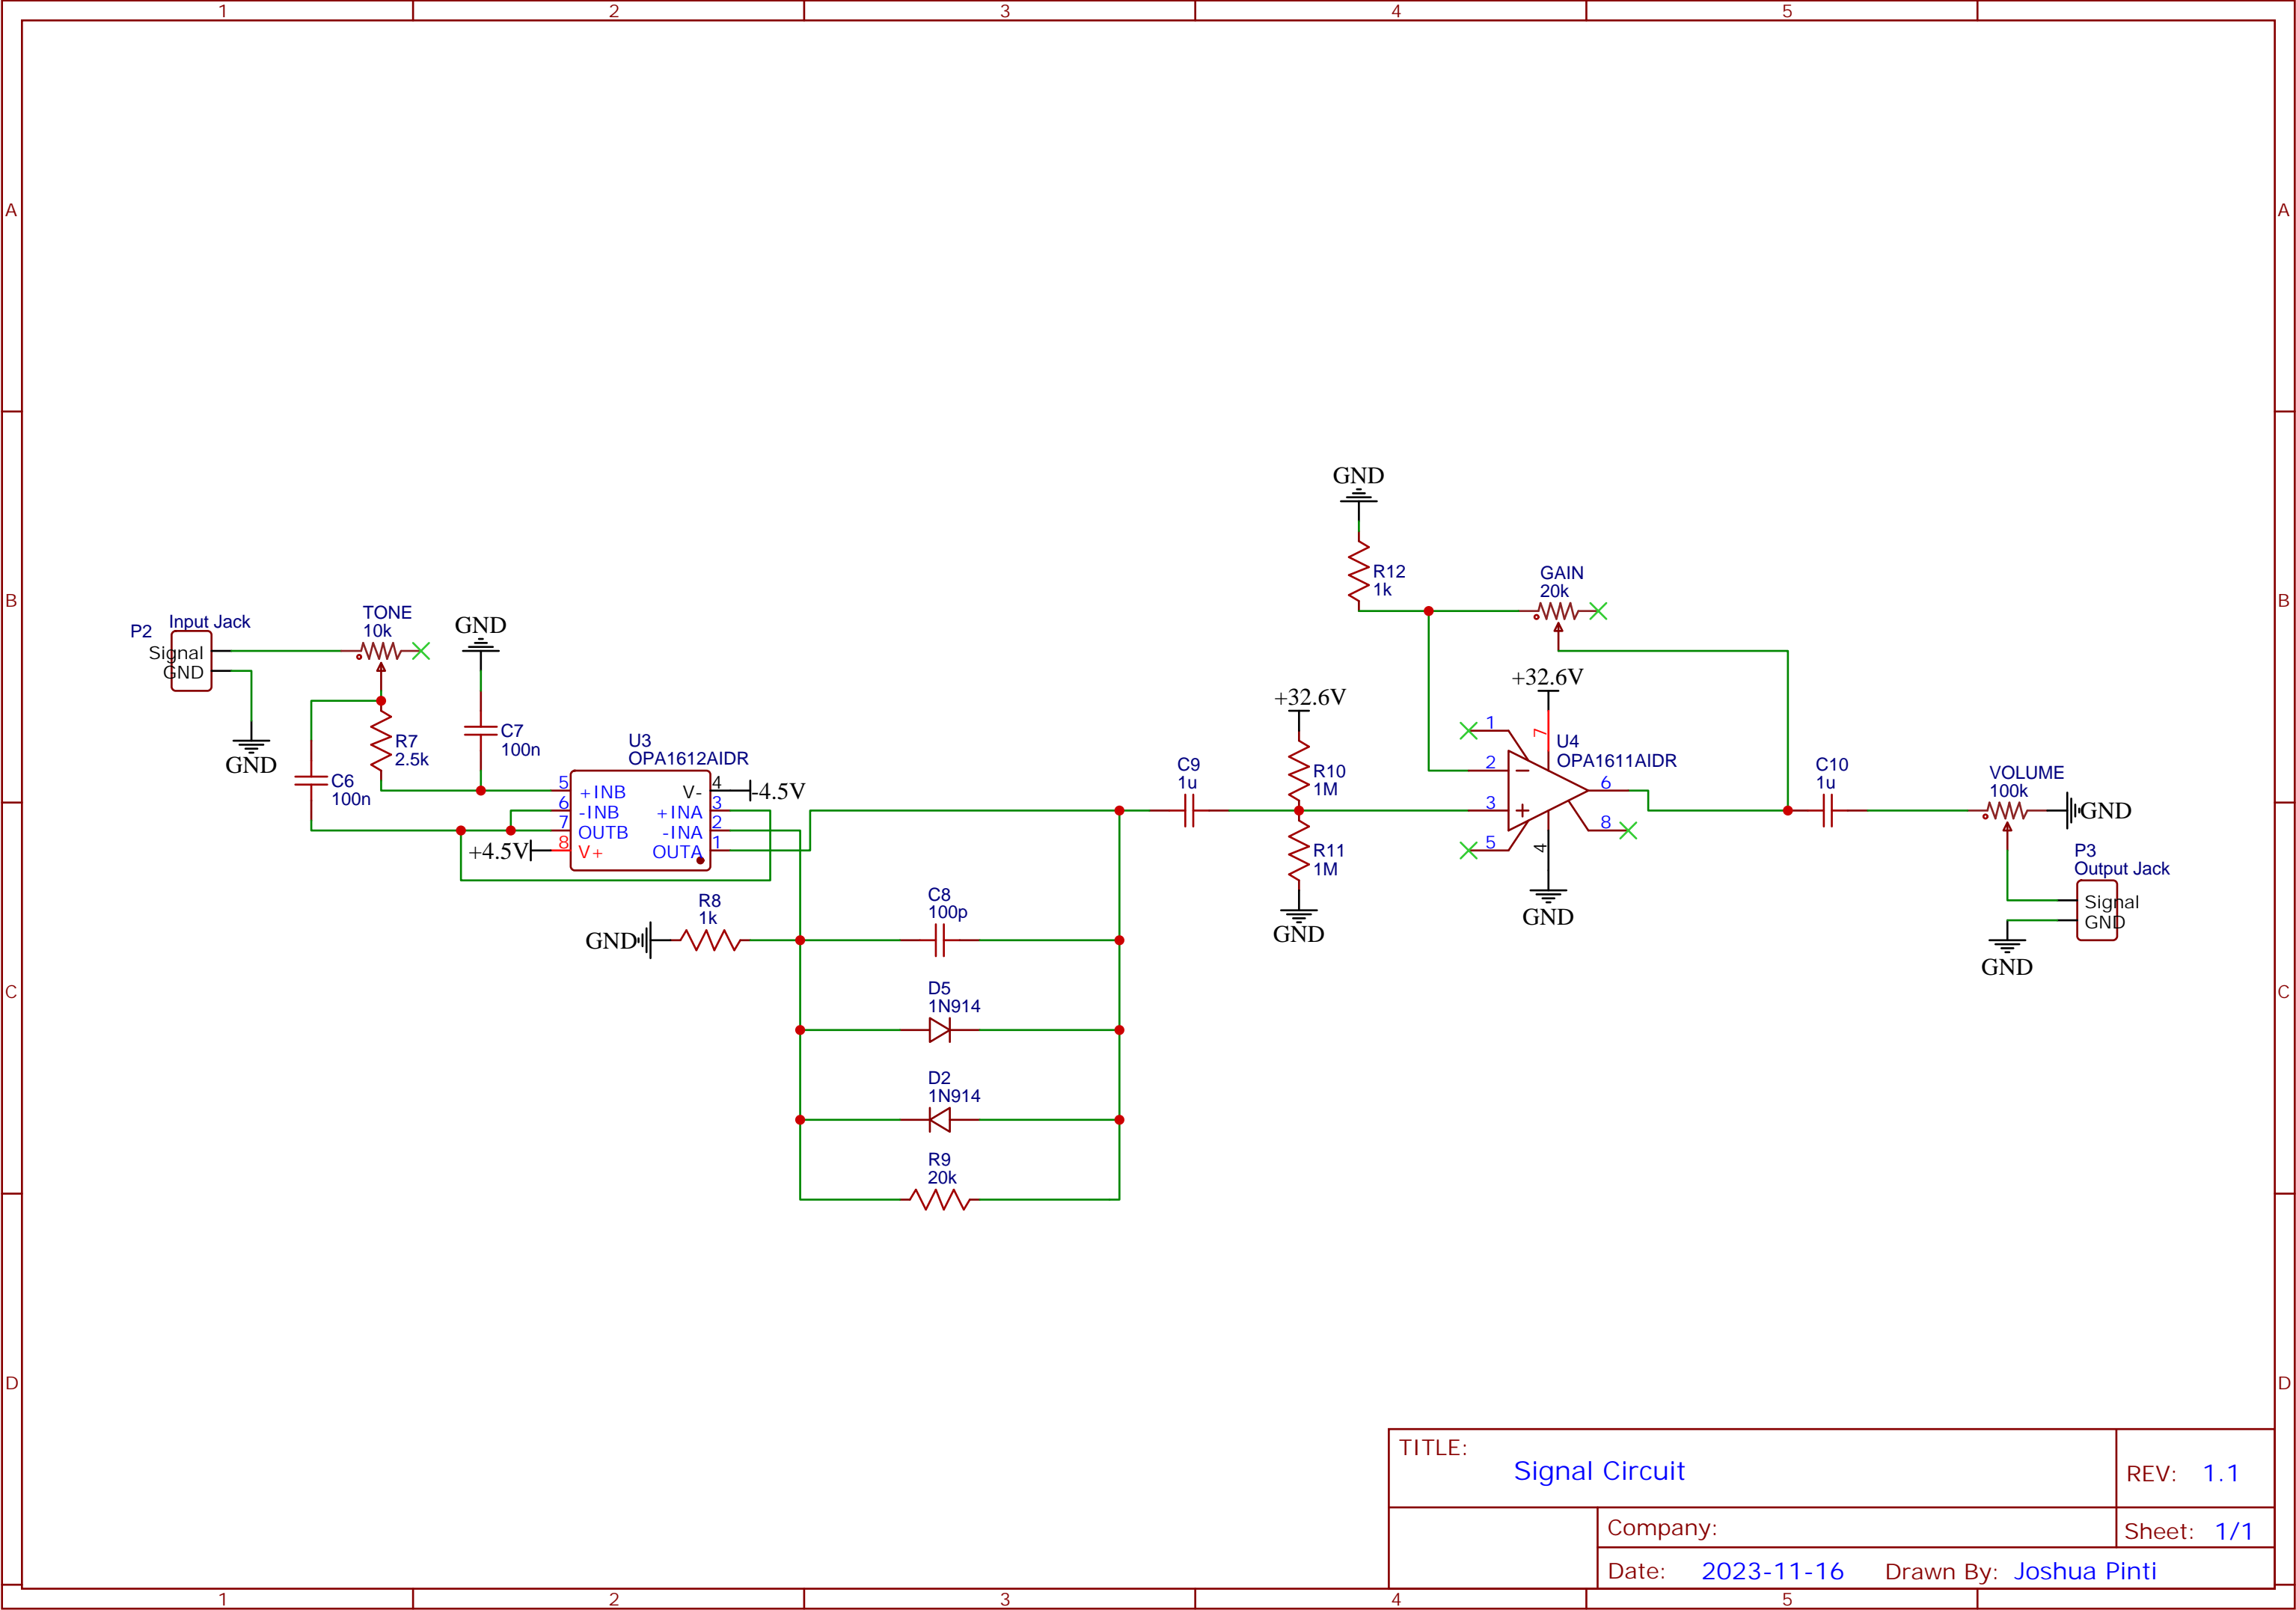 1 2 3 4 5
A A
GND
R12
1k
GAIN
20k
B B
TONE
10k
Input Jack
P2
Signal
GND
GND
GND
C7
100n
R7
2.5k
C6
100n
U3
OPA1612AIDR
5 +INB
6 -INB
7 OUTB
8 V+
V- 4
+INA 3
-INA 2
OUTA 1
-4.5V
+4.5V
+32.6V
+32.6V
1
7
U4
OPA1611AIDR
2
3
5
6
8
4
GND
C9
1u
R10
1M
R11
1M
GND
C10
1u
VOLUME
100k
GND
P3
Output Jack
Signal
GND
GND
R8
1k
GND
C8
100p
D5
1N914
C C
D2
1N914
R9
20k
D D
TITLE:
Signal Circuit
REV: 1.1
Company:
Sheet: 1/1
Date: 2023-11-16 Drawn By: Joshua Pinti
1 2 3 4 5